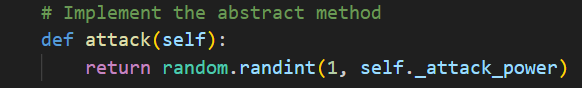 # Implement the abstract method
def attack(self):
return random.randint(1, self._attack_power)